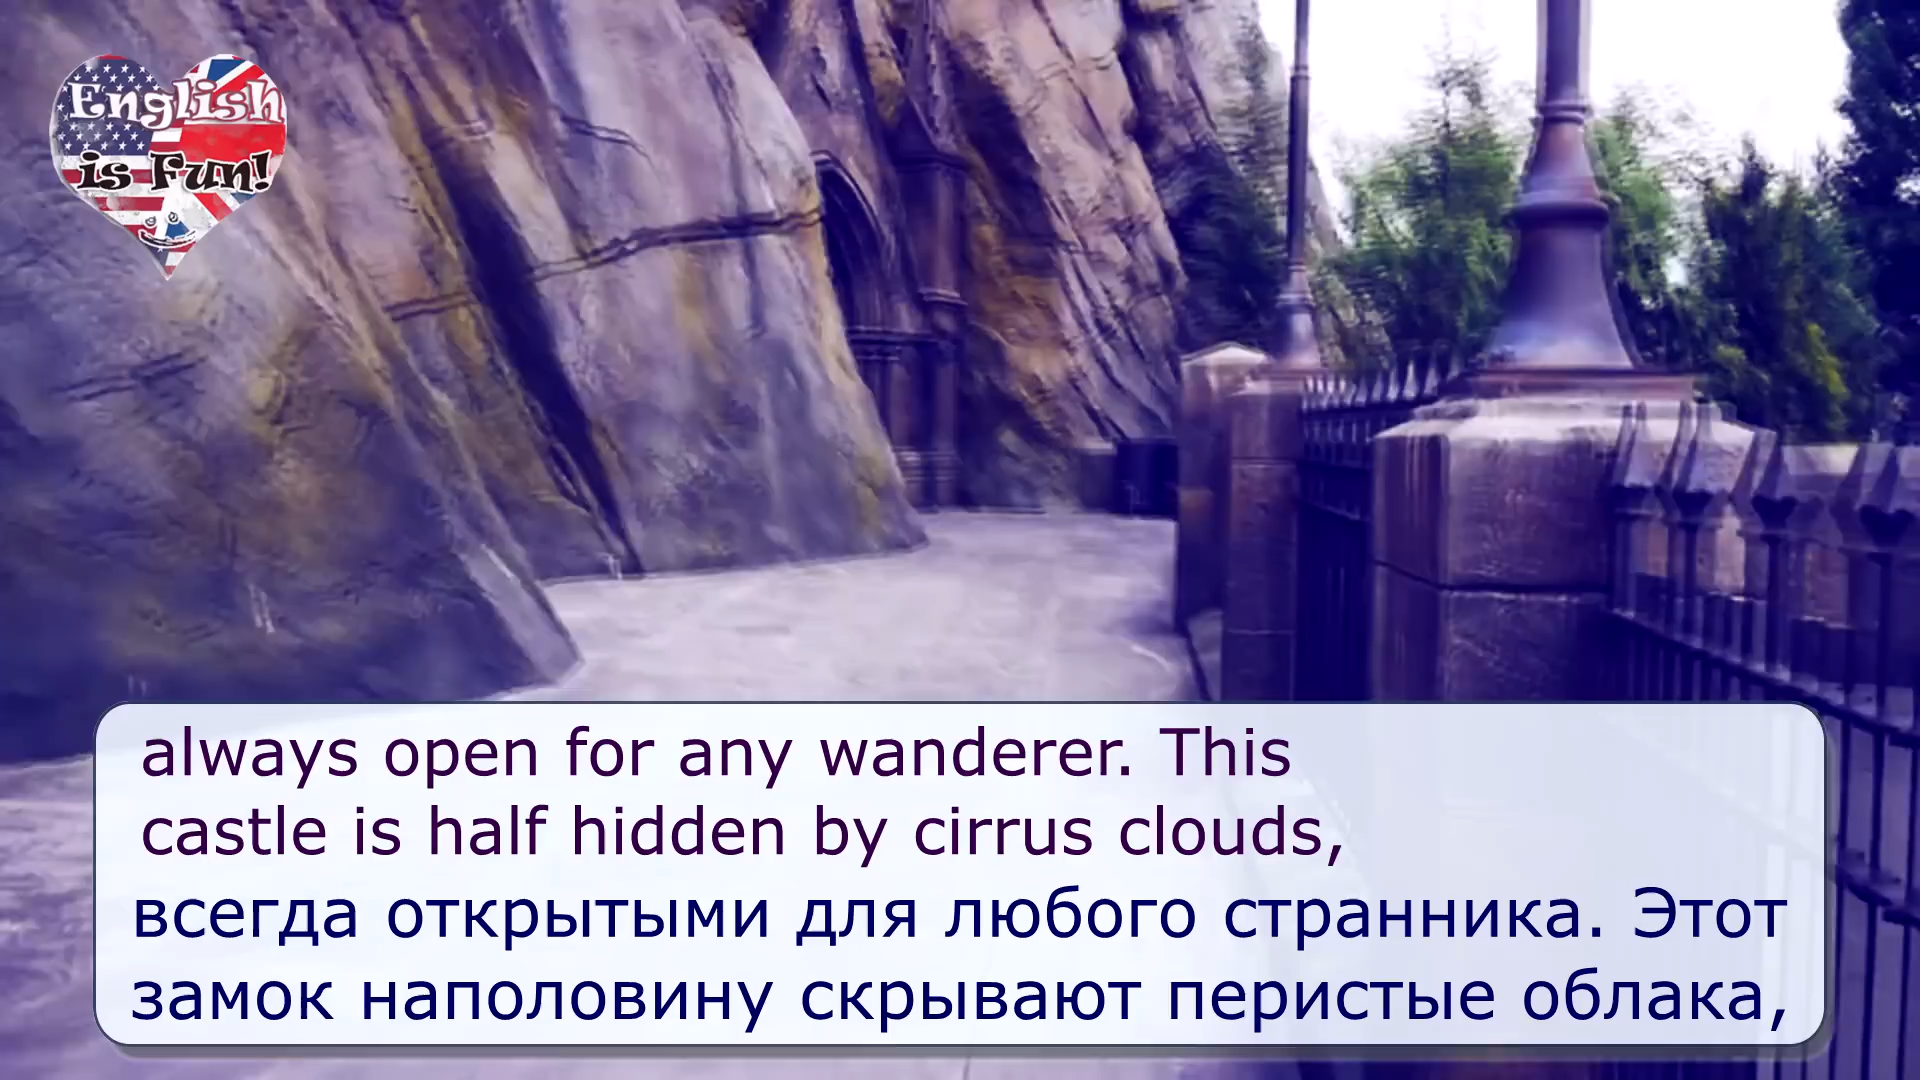 English
is Fun!
always open for any wanderer. This
castle is half hidden by cirrus clouds,
всегда открытыми для любого странника. Этот
замок наполовину скрывают перистые облака,